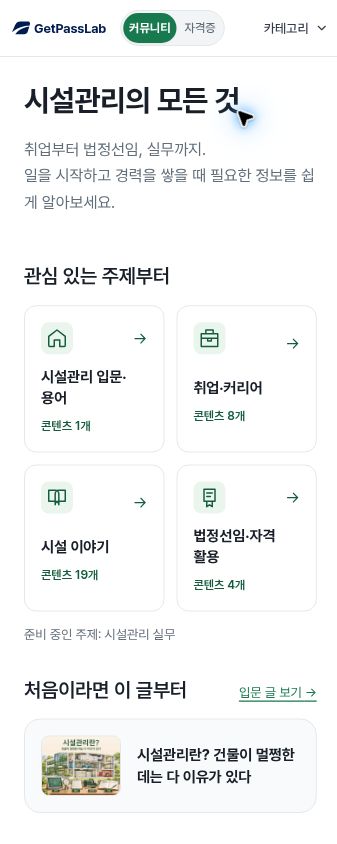 GetPassLab 커뮤니티 자격증 카테고리
시설관리의 모든 것
취업부터 법정선임, 실무까지.
일을 시작하고 경력을 쌓을 때 필요한 정보를 쉽
게 알아보세요.
관심 있는 주제부터
시설관리 입문·
용어
콘텐츠 1개
취업·커리어
콘텐츠 8개
시설 이야기
콘텐츠 19개
법정선임·자격
활용
콘텐츠 4개
준비 중인 주제: 시설관리 실무
처음이라면 이 글부터
입문 글 보기 →
시설관리란?
시설관리란? 건물이 멀쩡한
데는 다 이유가 있다